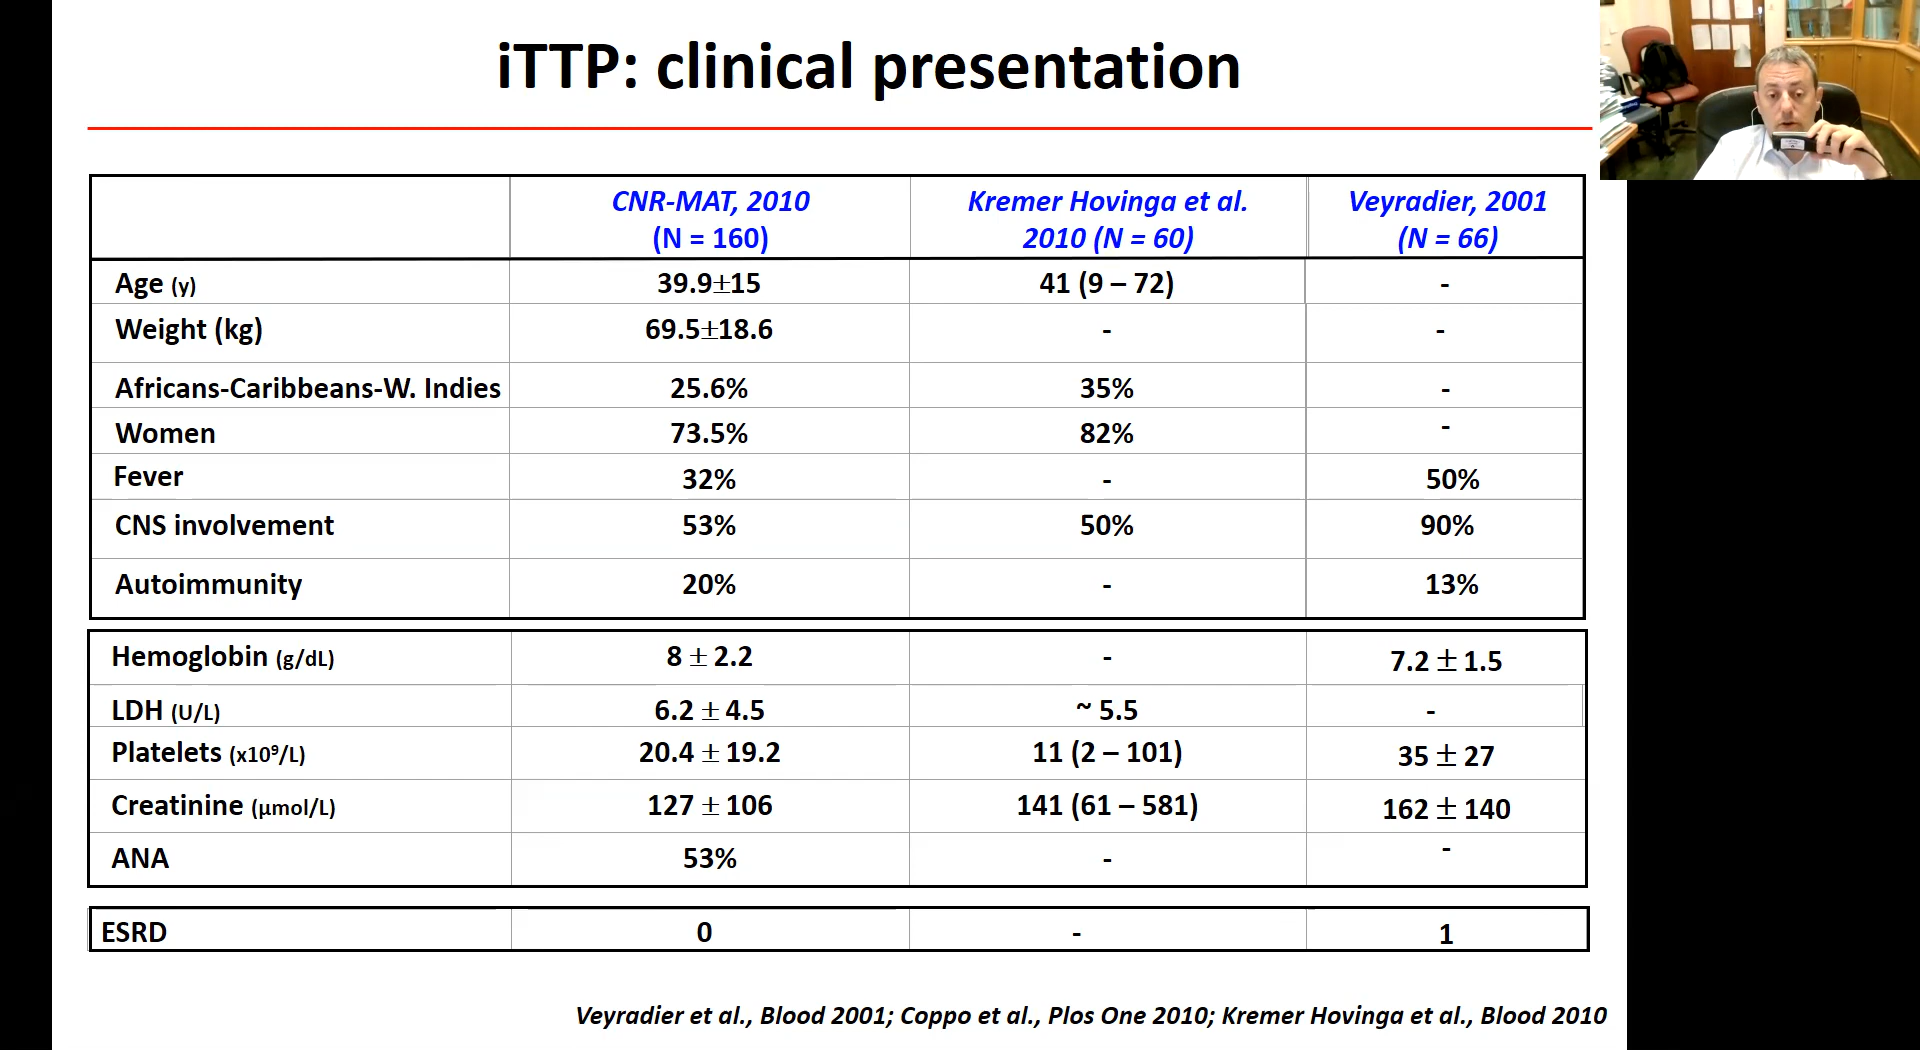 iTTP: clinical presentation
CNR-MAT, 2010 Kremer Hovinga et al. Veyradier, 2001
(N = 160) 2010 (N = 60) (N = 66)
Age (y) 39.9±15 41 (9 – 72) -
Weight (kg) 69.5±18.6 - -
Africans-Caribbeans-W. Indies 25.6% 35% -
Women 73.5% 82% -
Fever 32% - 50%
CNS involvement 53% 50% 90%
Autoimmunity 20% - 13%
Hemoglobin (g/dL) 8 ± 2.2 - 7.2 ± 1.5
LDH (U/L) 6.2 ± 4.5 ~ 5.5 -
Platelets (x10⁹/L) 20.4 ± 19.2 11 (2 – 101) 35 ± 27
Creatinine (µmol/L) 127 ± 106 141 (61 – 581) 162 ± 140
ANA 53% - -
ESRD 0 - 1
Veyradier et al., Blood 2001; Coppo et al., Plos One 2010; Kremer Hovinga et al., Blood 2010